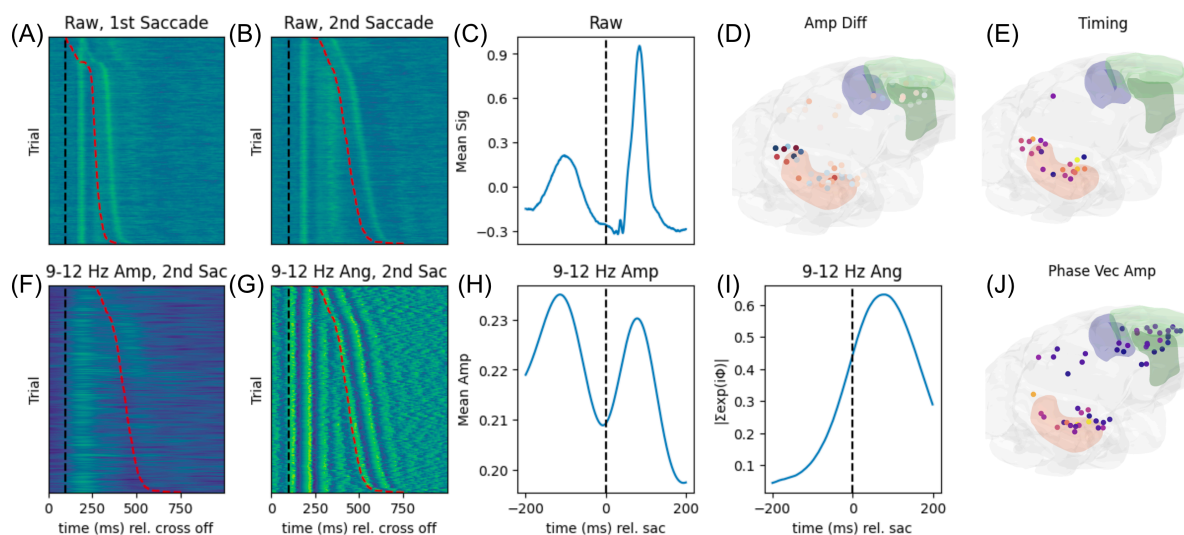 (A) Raw, 1st Saccade
Trial
(B) Raw, 2nd Saccade
Trial
(C) Raw
Mean Sig
0.9
0.6
0.3
0.0
−0.3
(D) Amp Diff
(E) Timing
(F) 9-12 Hz Amp, 2nd Sac
Trial
0 250 500 750
time (ms) rel. cross off
(G) 9-12 Hz Ang, 2nd Sac
0 250 500 750
time (ms) rel. cross off
(H) 9-12 Hz Amp
Mean Amp
0.23
0.22
0.21
0.20
−200 0 200
time (ms) rel. sac
(I) 9-12 Hz Ang
|Σexp(iΦ)|
0.6
0.5
0.4
0.3
0.2
0.1
−200 0 200
time (ms) rel. sac
(J) Phase Vec Amp